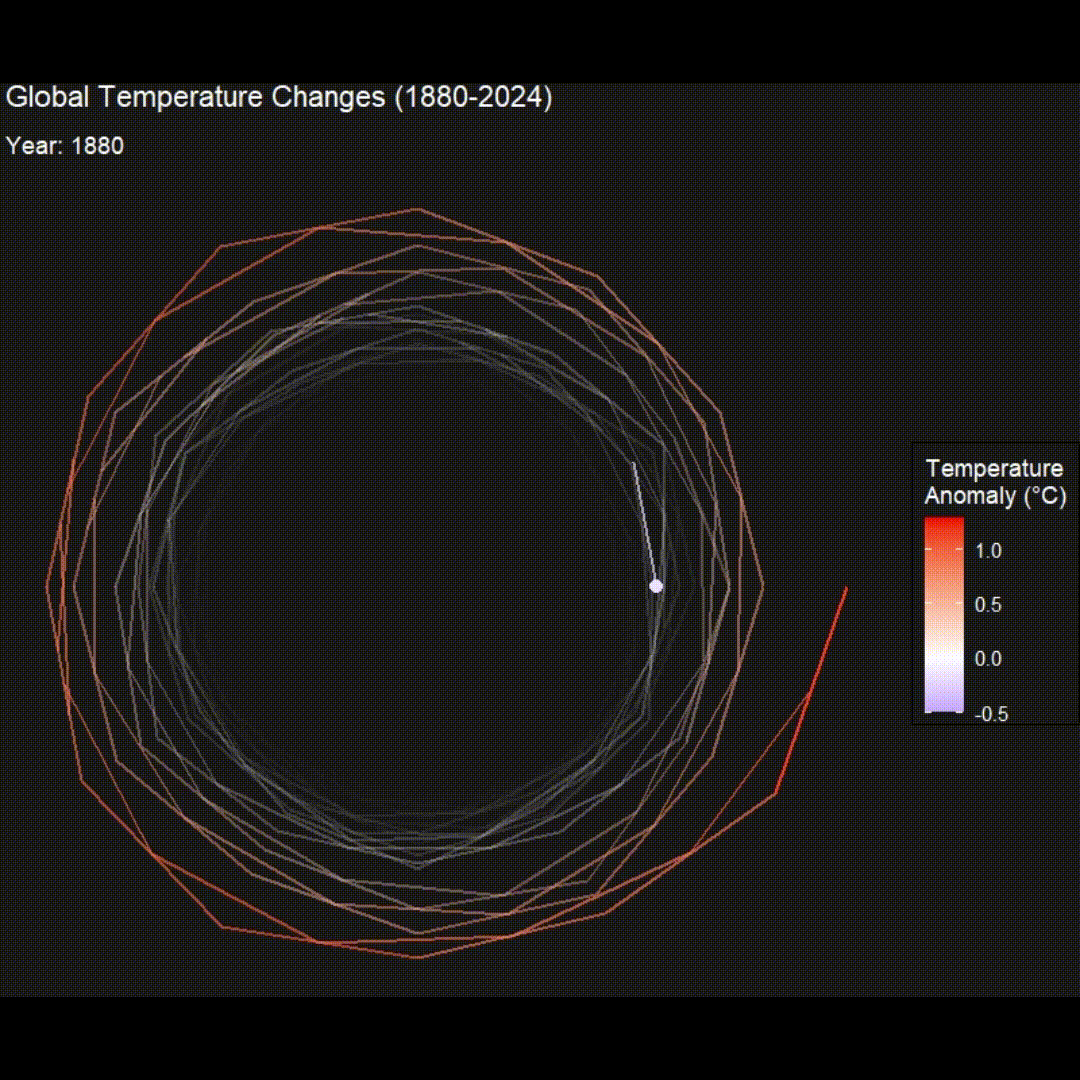 Global Temperature Changes (1880-2024)
Year: 1880
Temperature
Anomaly (°C)
1.0
0.5
0.0
-0.5